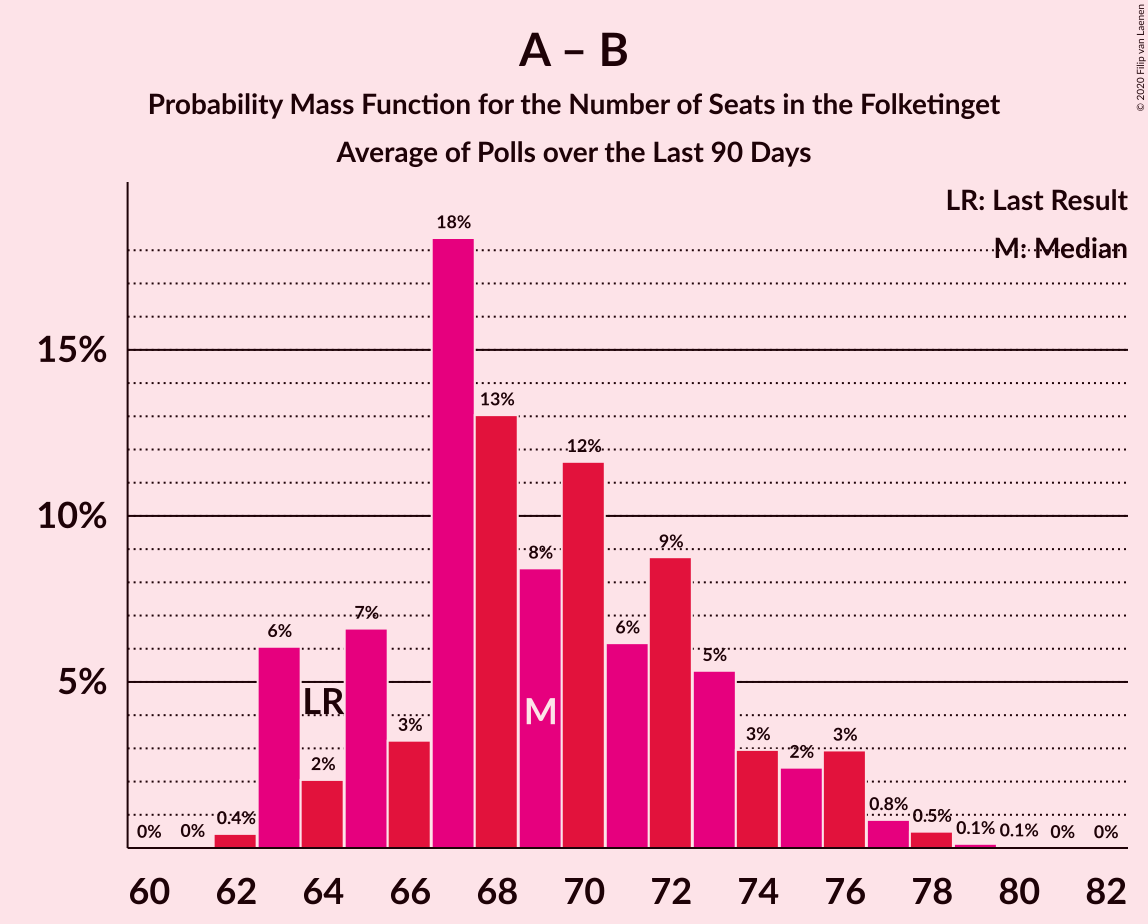 A – B
Probability Mass Function for the Number of Seats in the Folketinget
Average of Polls over the Last 90 Days
© 2020 Filip van Laenen
LR: Last Result
M: Median
15%
10%
5%
0%
0%
0.4%
6%
2%
7%
3%
18%
13%
8%
12%
6%
9%
5%
3%
2%
3%
0.8%
0.5%
0.1%
0.1%
0%
0%
LR
M
60 62 64 66 68 70 72 74 76 78 80 82